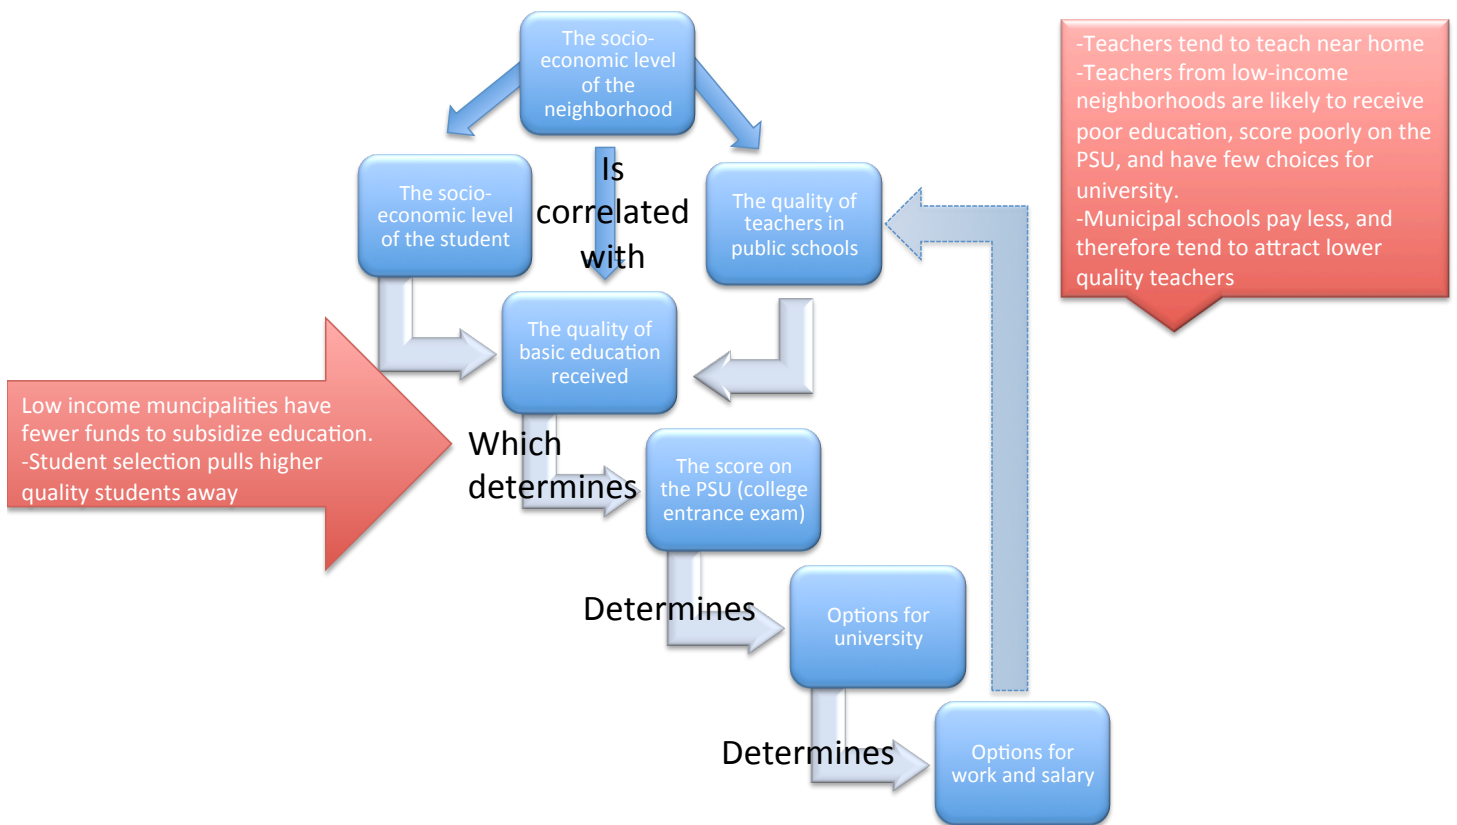 The socio-
economic level
of the
neighborhood
-Teachers tend to teach near home
-Teachers from low-income
neighborhoods are likely to receive
poor education, score poorly on the
PSU, and have few choices for
university.
-Municipal schools pay less, and
therefore tend to attract lower
quality teachers
The socio-
economic level
of the student
Is
correlated
with
The quality of
teachers in
public schools
The quality of
basic education
received
Low income muncipalities have
fewer funds to subsidize education.
-Student selection pulls higher
quality students away
Which
determines
The score on
the PSU (college
entrance exam)
Determines
Options for
university
Determines
Options for
work and salary